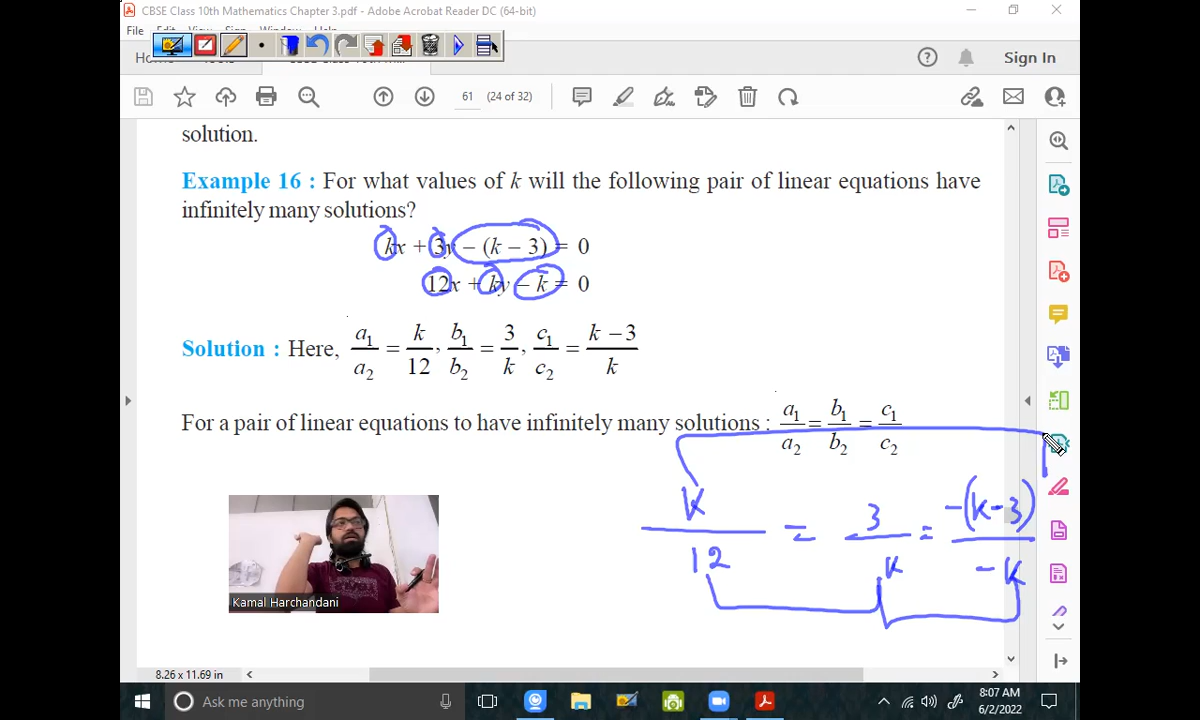 CBSE Class 10th Mathematics Chapter 3.pdf - Adobe Acrobat Reader DC (64-bit)
File
Sign In
61 (24 of 32)
solution.
Example 16 : For what values of k will the following pair of linear equations have
infinitely many solutions?
kx + 3y – (k – 3) = 0
12x + ky – k = 0
Solution : Here, a1/a2 = k/12, b1/b2 = 3/k, c1/c2 = k – 3/k
For a pair of linear equations to have infinitely many solutions : a1/a2 = b1/b2 = c1/c2
k/12 = 3/k = -(k-3)/-k
Kamal Harchandani
8.26 x 11.69 in
Ask me anything
8:07 AM
6/2/2022